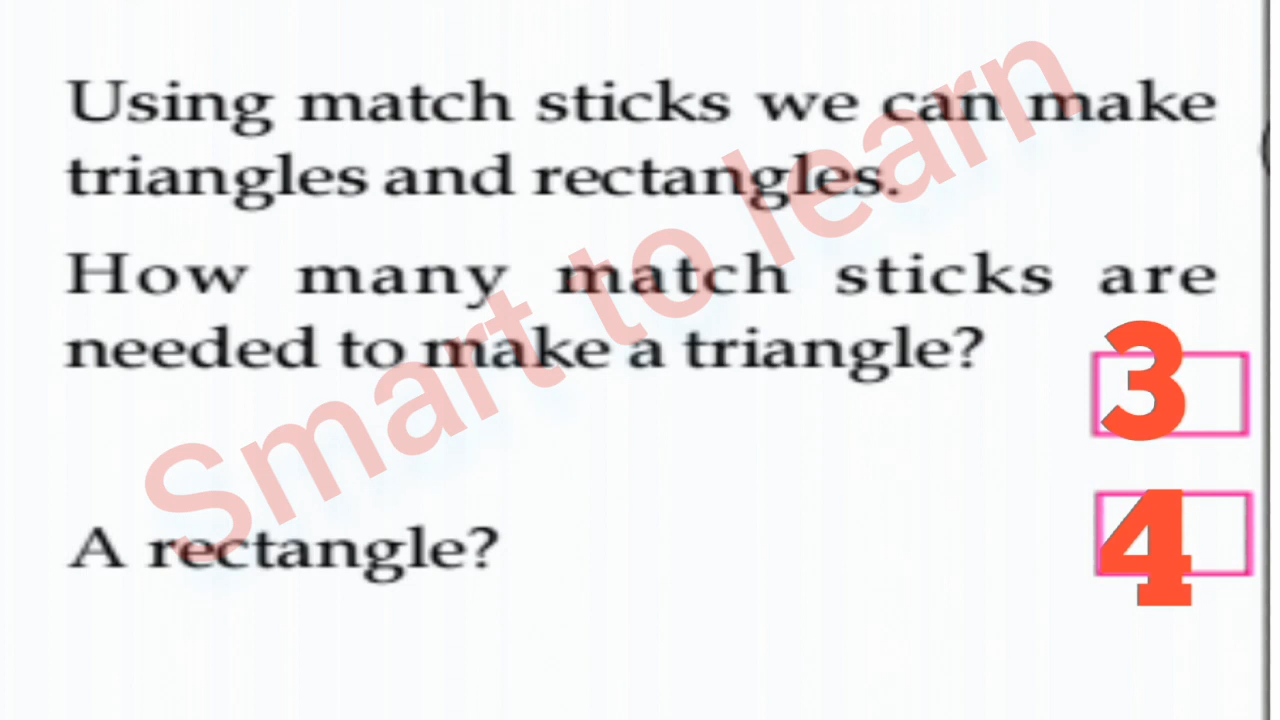 Using match sticks we can make
triangles and rectangles.
How many match sticks are
needed to make a triangle?
3
A rectangle?
4
Smart to learn